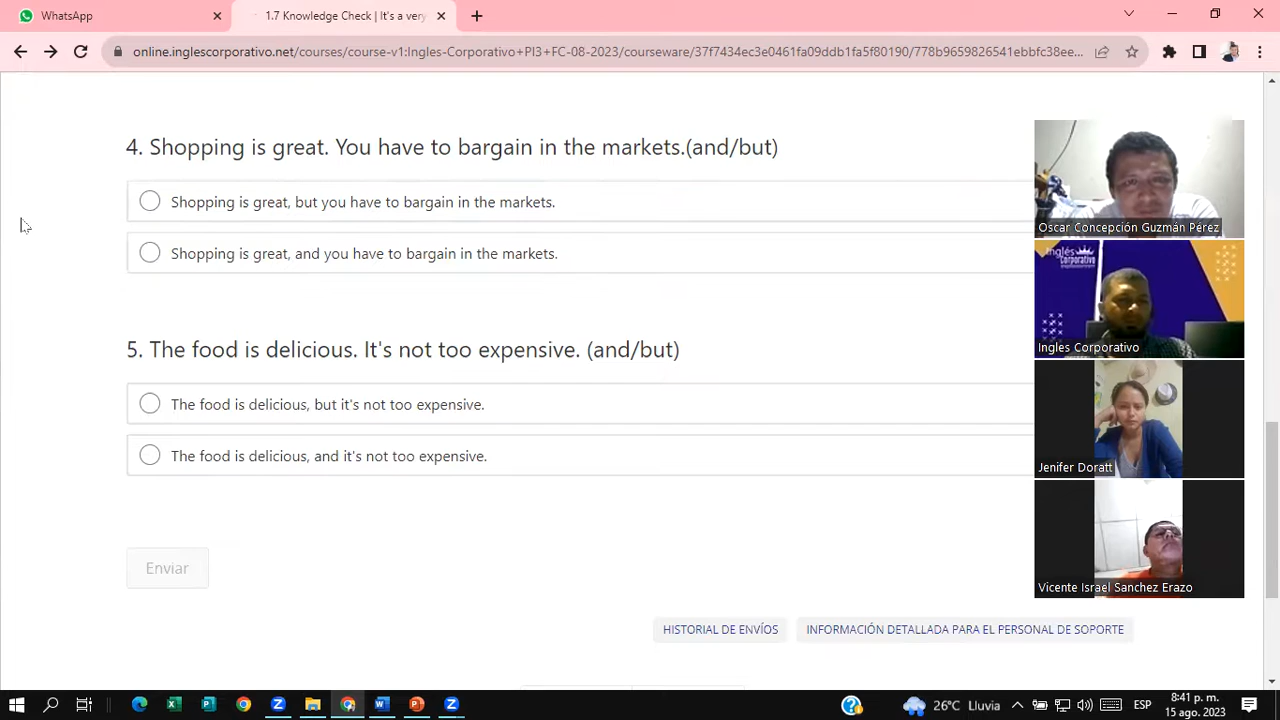 WhatsApp
1.7 Knowledge Check | It's a very
online.inglescorporativo.net/courses/course-v1:Ingles-Corporativo+PI3+FC-08-2023/courseware/37f7434ec3e0461fa09ddb1fa5f80190/778b9659826541ebbfc38ee...
4. Shopping is great. You have to bargain in the markets.(and/but)
Shopping is great, but you have to bargain in the markets.
Shopping is great, and you have to bargain in the markets.
5. The food is delicious. It's not too expensive. (and/but)
The food is delicious, but it's not too expensive.
The food is delicious, and it's not too expensive.
Enviar
HISTORIAL DE ENVÍOS
INFORMACIÓN DETALLADA PARA EL PERSONAL DE SOPORTE
Oscar Concepción Guzmán Pérez
Inglés
Corporativo
Ingles Corporativo
Jenifer Doratt
Vicente Israel Sanchez Erazo
26°C Lluvia
ESP
8:41 p. m.
15 ago. 2023